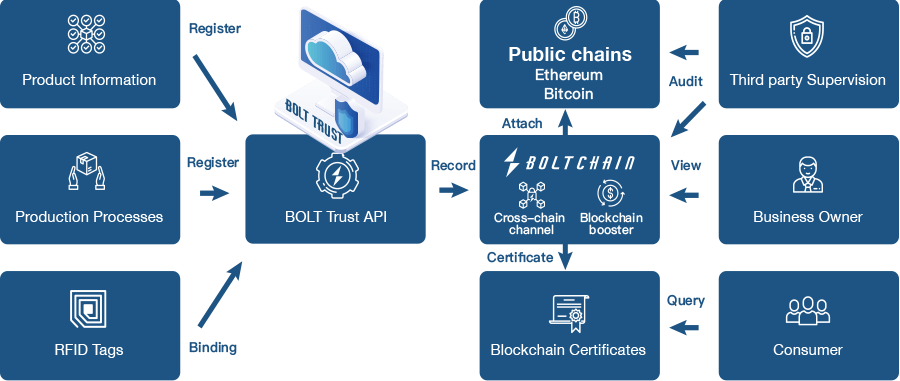 Product Information
Register
BOLT TRUST
Public chains
Ethereum
Bitcoin
Audit
Third party Supervision
Production Processes
Register
BOLT Trust API
Record
Attach
BOLTCHAIN
Cross-chain
channel
Blockchain
booster
Certificate
View
Business Owner
RFID Tags
Binding
Blockchain Certificates
Query
Consumer